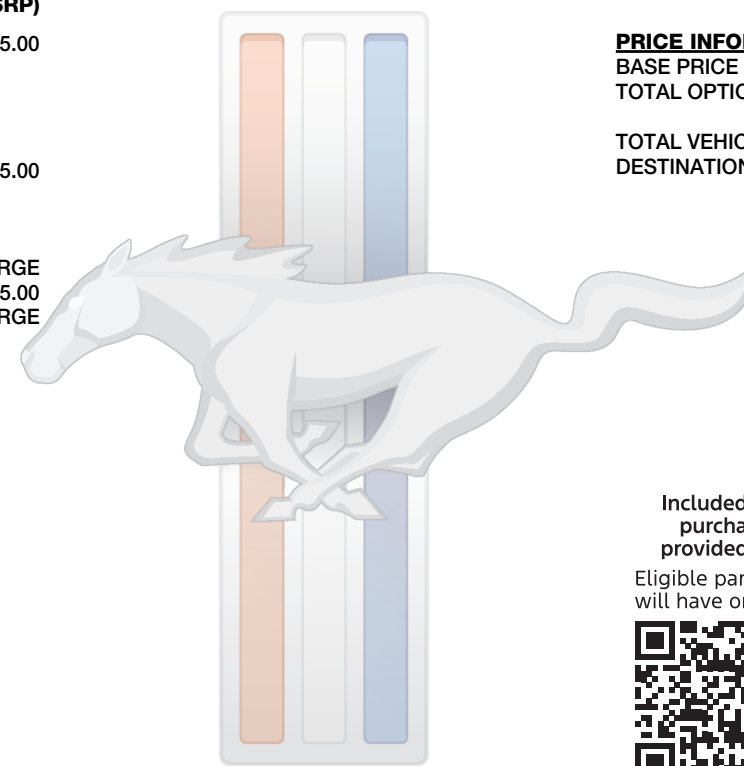 SRP)
5.00
5.00
RGE
5.00
RGE
PRICE INFO
BASE PRICE
TOTAL OPTIO
TOTAL VEHIC
DESTINATION
Included
purcha
provided
Eligible par
will have or